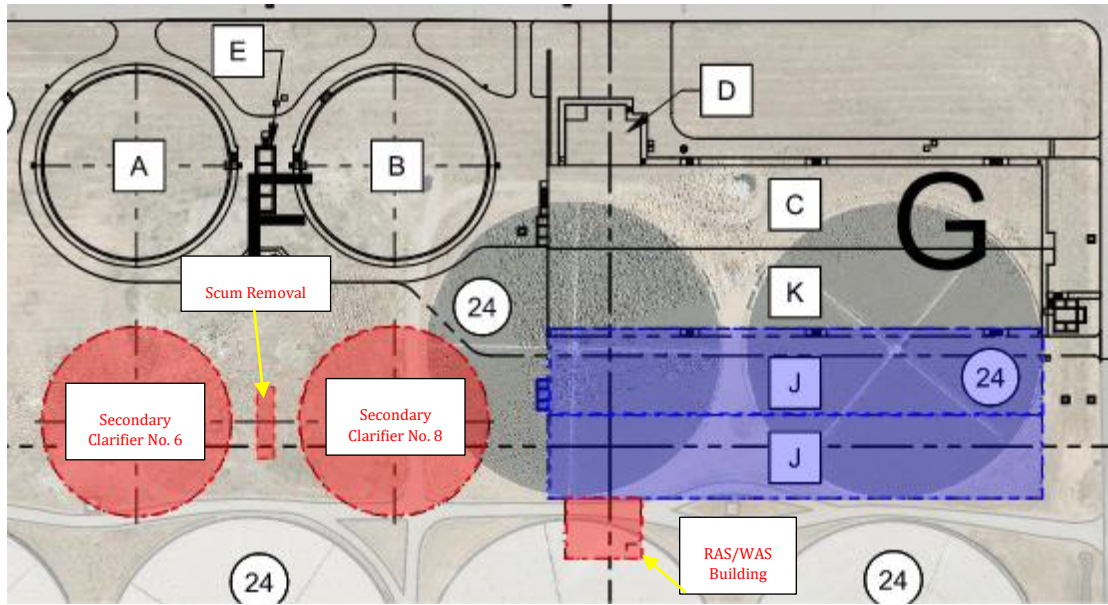 E
D
A
B
C
G
Scum Removal
24
K
Secondary
Clarifier No. 6
Secondary
Clarifier No. 8
J
24
J
24
RAS/WAS
Building
24